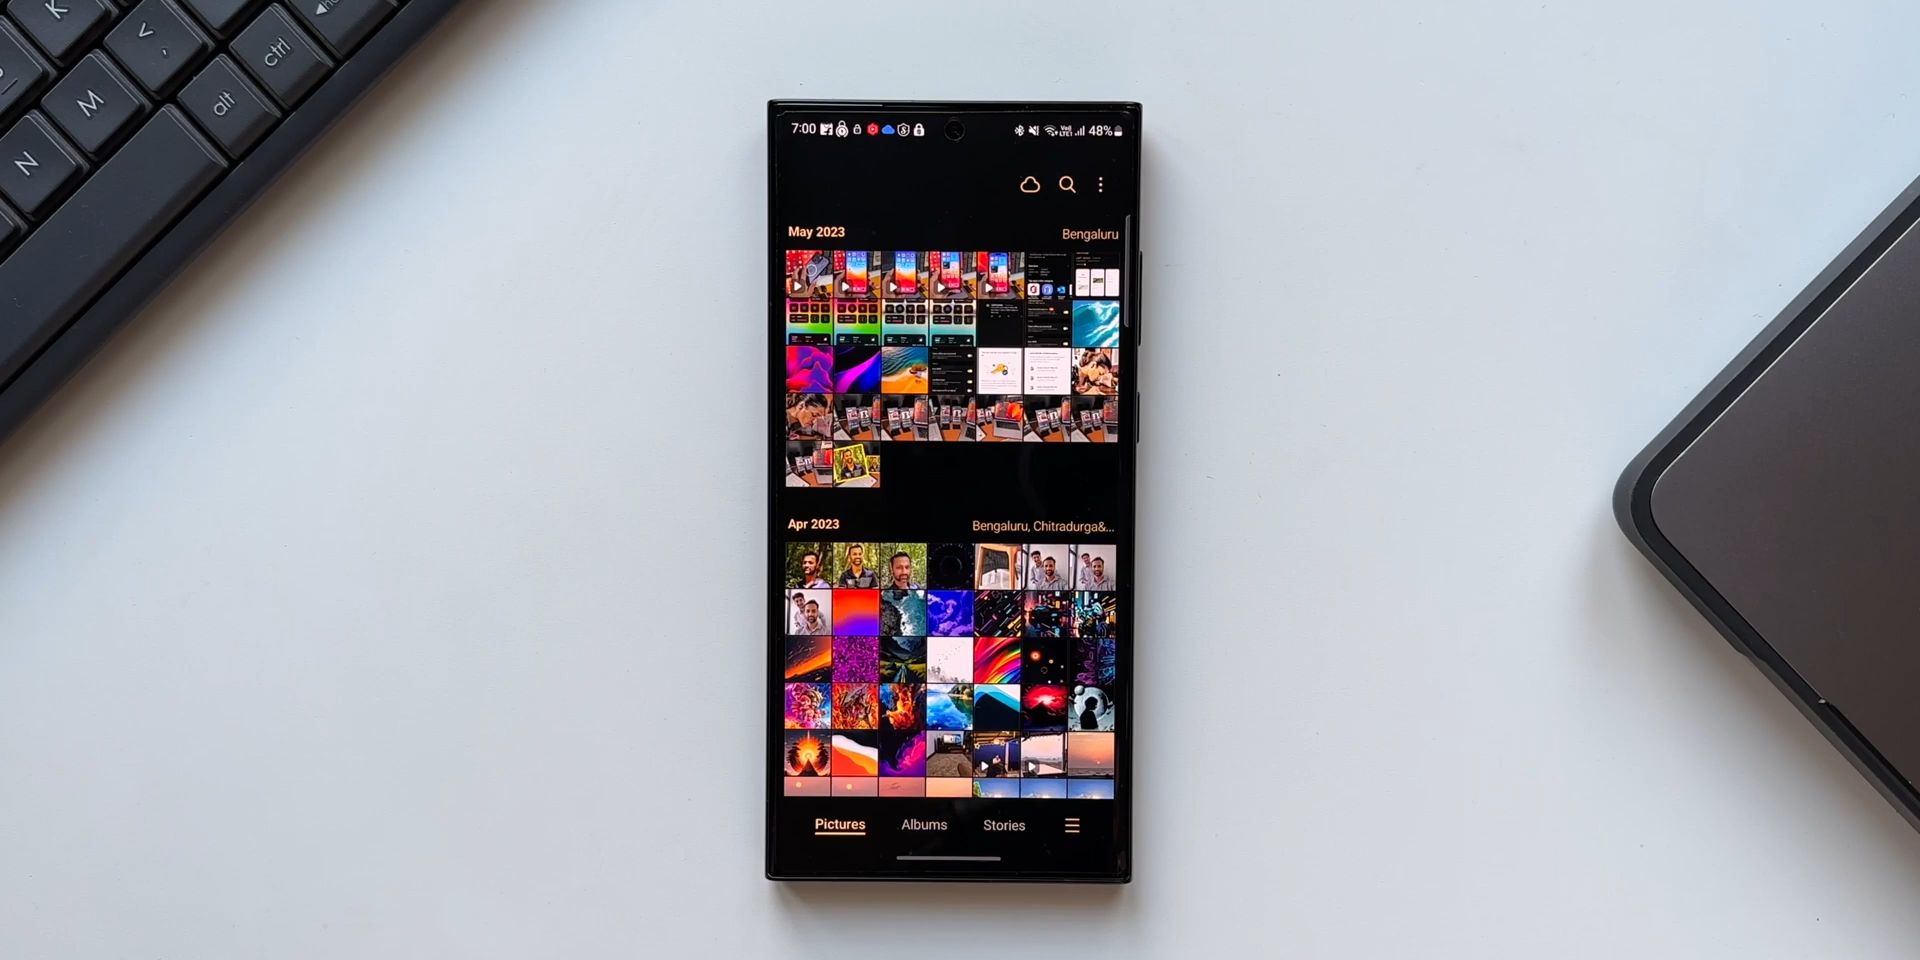 K
<
,
ctrl
M
alt
N
7:00
48%
May 2023
Bengaluru
Apr 2023
Bengaluru, Chitradurga&...
Pictures
Albums
Stories